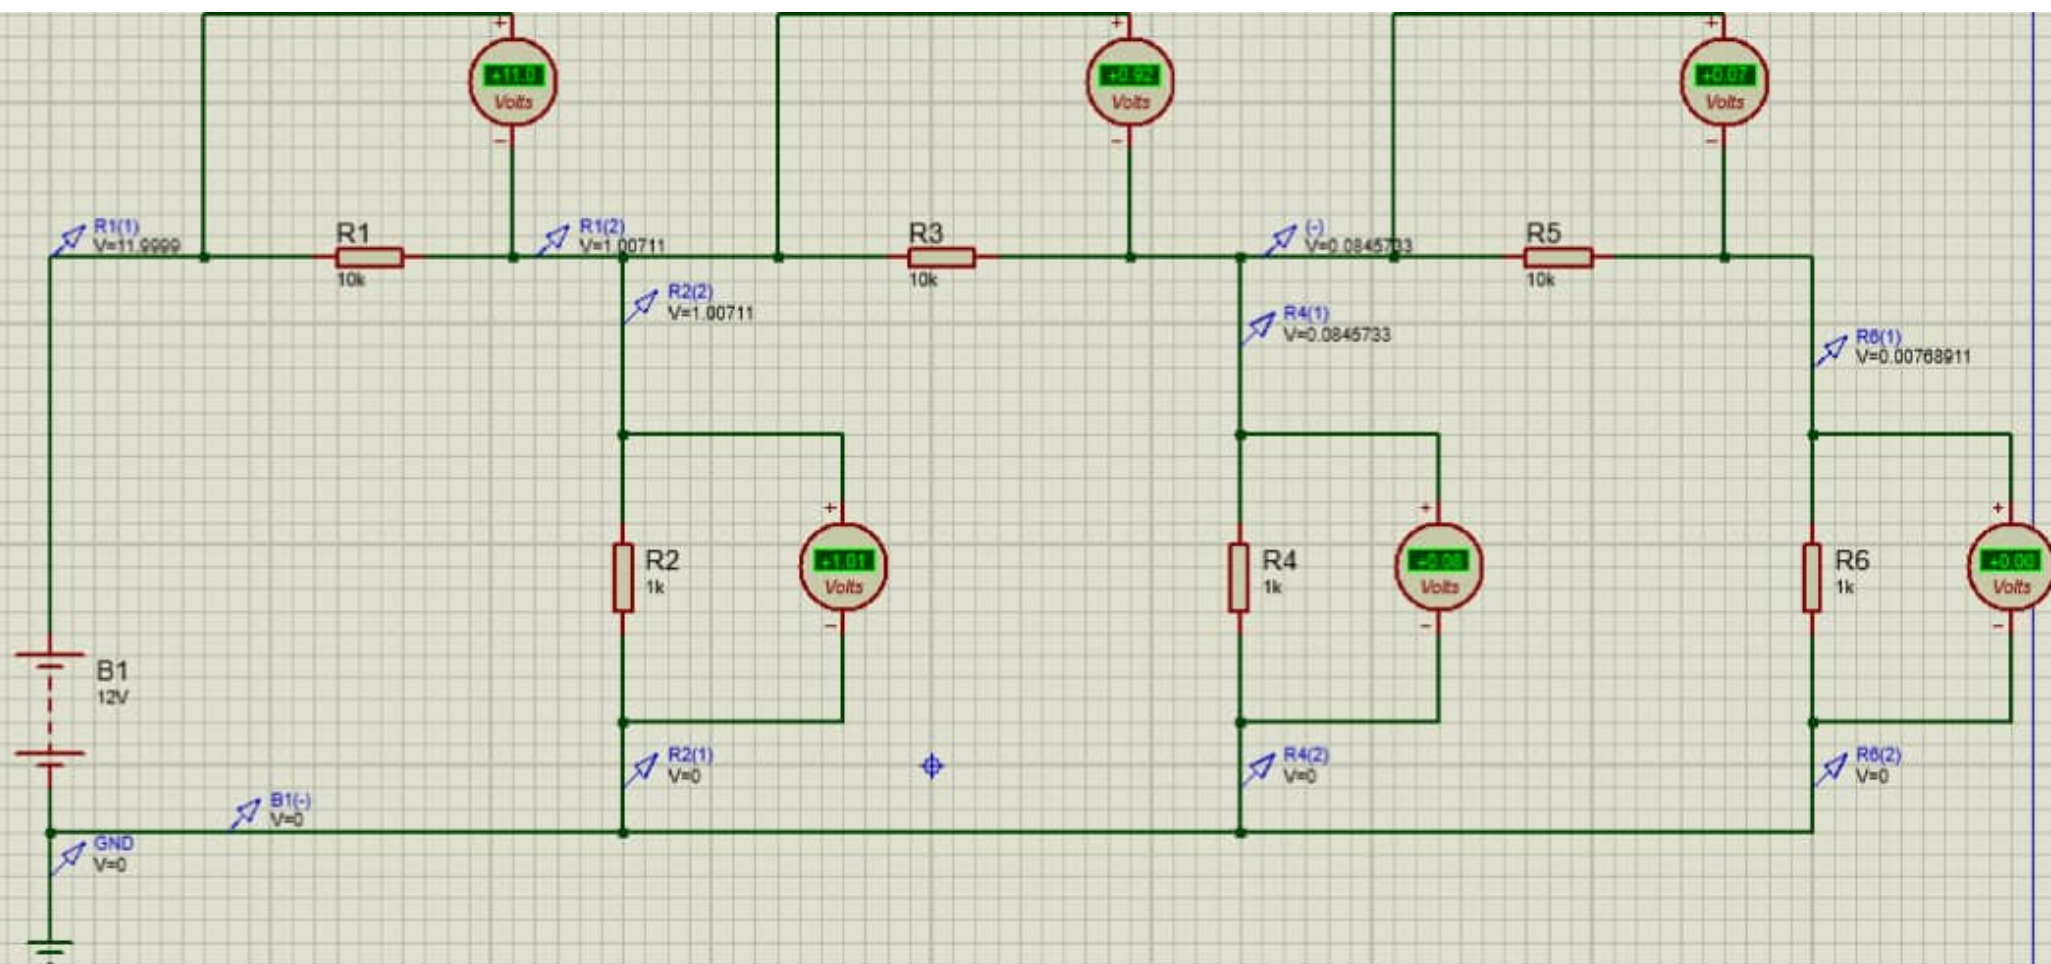 +
+
+
+11.0
+0.92
+0.07
Volts
Volts
Volts
−
−
−
R1(1)
V=11.9999
R1
10k
R1(2)
V=1.00711
R3
10k
(-)
V=0.0845733
R5
10k
R2(2)
V=1.00711
R4(1)
V=0.0845733
R6(1)
V=0.00768911
+
+
+
R2
1k
+1.01
Volts
R4
1k
+0.08
Volts
R6
1k
+0.00
Volts
−
−
−
B1
12V
R2(1)
V=0
R4(2)
V=0
R6(2)
V=0
B1(-)
V=0
GND
V=0